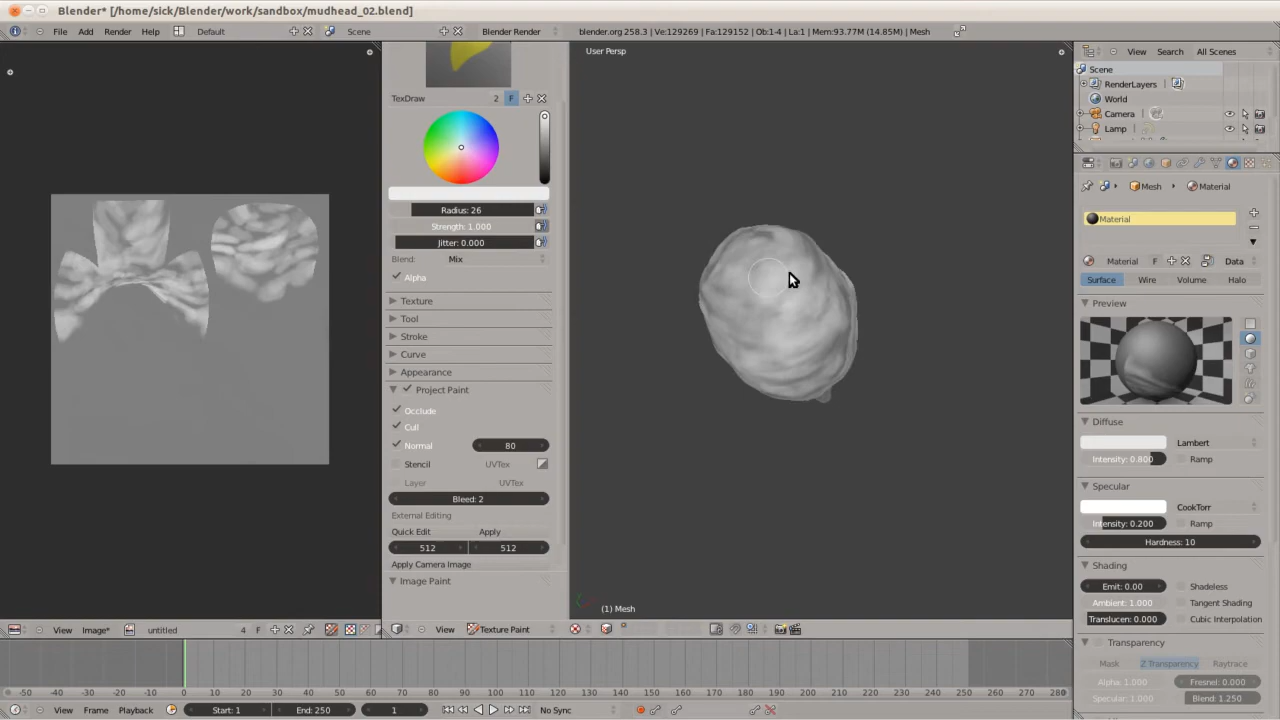 Blender* [/home/sick/Blender/work/sandbox/mudhead_02.blend]
File Add Render Help Default Scene Blender Render blender.org 258.3 | Ve:129269 | Fa:129152 | Ob:1-4 | La:1 | Mem:93.77M (14.85M) | Mesh
TexDraw 2 F
Radius: 26
Strength: 1.000
Jitter: 0.000
Blend: Mix
Alpha
Texture
Tool
Stroke
Curve
Appearance
Project Paint
Occlude
Cull
Normal 80
Stencil UVTex
Layer UVTex
Bleed: 2
External Editing
Quick Edit Apply
512 512
Apply Camera Image
Image Paint
User Persp
(1) Mesh
View Search All Scenes
Scene
RenderLayers
World
Camera
Lamp
Mesh Material
Material
Material F Data
Surface Wire Volume Halo
Preview
Diffuse
Lambert
Intensity: 0.800 Ramp
Specular
CookTorr
Intensity: 0.200 Ramp
Hardness: 10
Shading
Emit: 0.00 Shadeless
Ambient: 1.000 Tangent Shading
Translucen: 0.000 Cubic Interpolation
Transparency
Mask Z Transparency Raytrace
Alpha: 1.000 Fresnel: 0.000
Specular: 1.000 Blend: 1.250
View Image* untitled 4 F
View Texture Paint
-50 -40 -30 -20 -10 0 10 20 30 40 50 60 70 80 90 100 110 120 130 140 150 160 170 180 190 200 210 220 230 240 250 260 270 280
View Frame Playback Start: 1 End: 250 1 No Sync